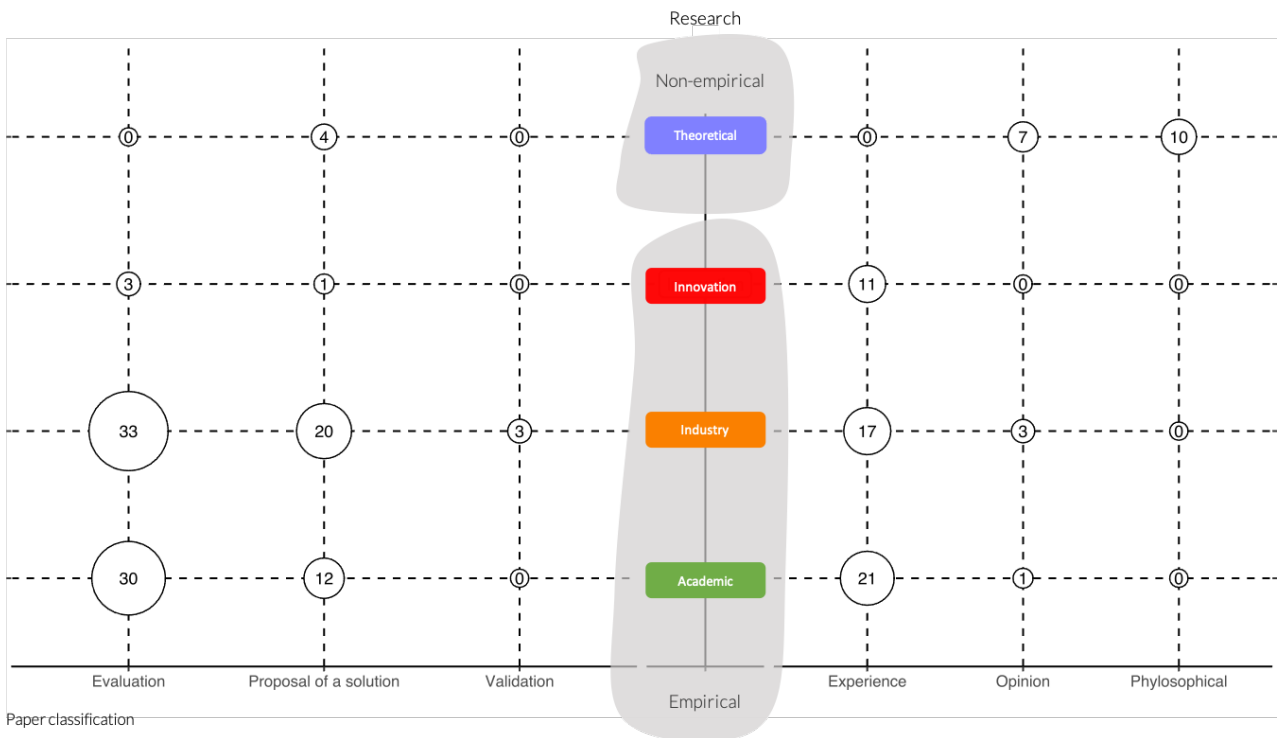 Research
Non-empirical
0 4 0 Theoretical 0 7 10
3 1 0 Innovation 11 0 0
33 20 3 Industry 17 3 0
30 12 0 Academic 21 1 0
Evaluation Proposal of a solution Validation Experience Opinion Phylosophical
Empirical
Paper classification